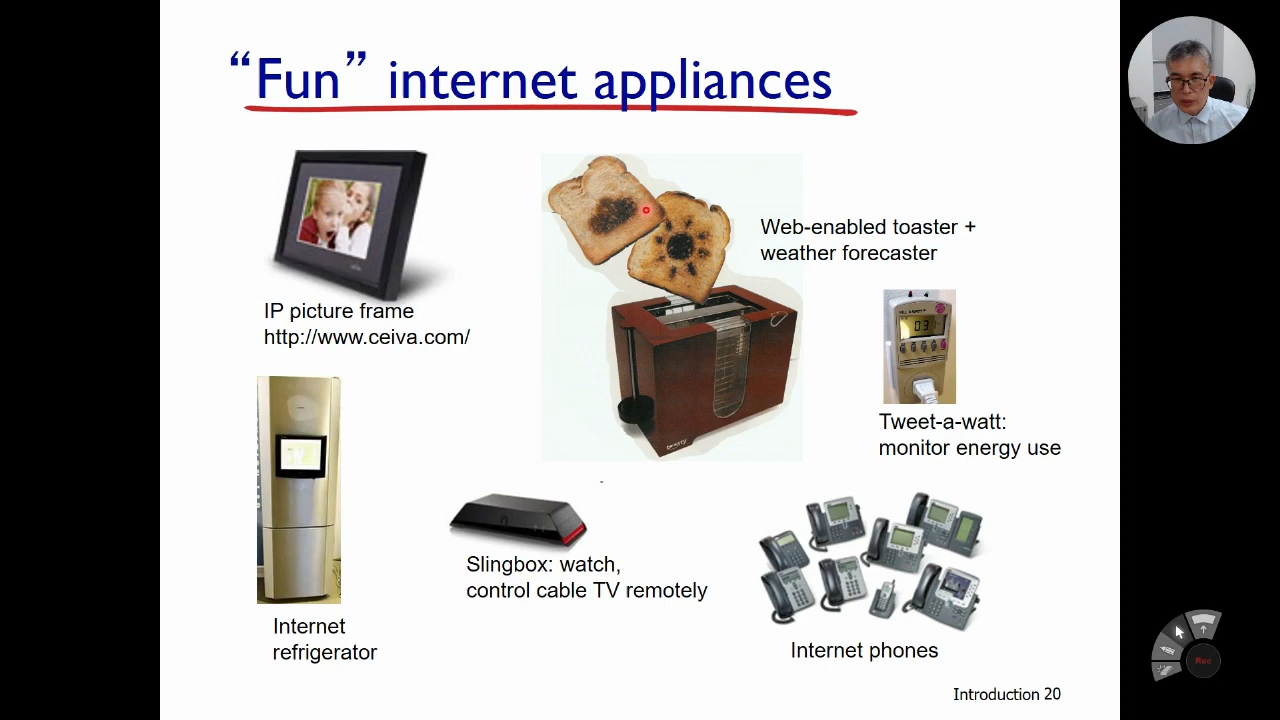 “Fun” internet appliances
IP picture frame
http://www.ceiva.com/
Web-enabled toaster +
weather forecaster
Tweet-a-watt:
monitor energy use
Internet
refrigerator
Slingbox: watch,
control cable TV remotely
Internet phones
Introduction 20
Rec